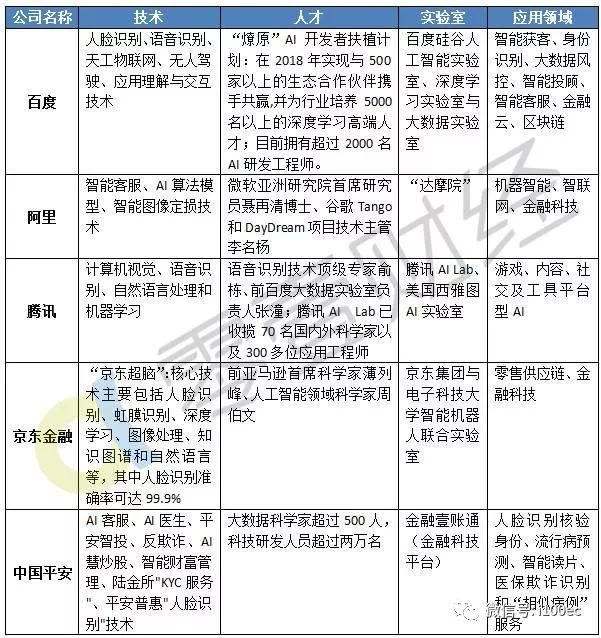 公司名称 技术 人才 实验室 应用领域
百度
人脸识别、语音识别、
天工物联网、无人驾
驶、应用理解与交互
技术
“燎原”AI 开发者扶植计
划：在 2018 年实现与 500
家以上的生态合作伙伴携
手共赢,并为行业培养 5000
名以上的深度学习高端人
才；目前拥有超过 2000 名
AI 研发工程师。
百度硅谷人
工智能实验
室、深度学
习实验室与
大数据实验
室
智能获客、身份
识别、大数据风
控、智能投顾、
智能客服、金融
云、区块链
阿里
智能客服、AI 算法模
型、智能图像定损技
术
微软亚洲研究院首席研究
员聂再清博士、谷歌 Tango
和 DayDream 项目技术主管
李名杨
“达摩院”
机器智能、智联
网、金融科技
腾讯
计算机视觉、语音识
别、自然语言处理和
机器学习
语音识别技术顶级专家俞
栋、前百度大数据实验室负
责人张潼；腾讯 AI Lab 已
收揽 70 名国内外科学家以
及 300 多位应用工程师
腾讯 AI Lab、
美国西雅图
AI 实验室
游戏、内容、社
交及工具平台
型 AI
京东金融
“京东超脑”:核心技
术主要包括人脸识
别、虹膜识别、深度
学习、图像处理、知
识图谱和自然语言
等，其中人脸识别准
确率可达 99.9%
前亚马逊首席科学家薄列
峰、人工智能领域科学家周
伯文
京东集团与
电子科技大
学智能机器
人联合实验
室
零售供应链、金
融科技
中国平安
AI 客服、AI 医生、平
安智投、反欺诈、AI
慧炒股、智能财富管
理、陆金所"KYC 服务
"、平安普惠"人脸识
别"技术
大数据科学家超过 500 人，
科技研发人员超过两万名
金融壹账通
（金融科技
平台）
人脸识别核验
身份、流行病预
测、智能读片、
医保欺诈识别
和“相似病例”
服务
零壹财经
微信号: i100ec